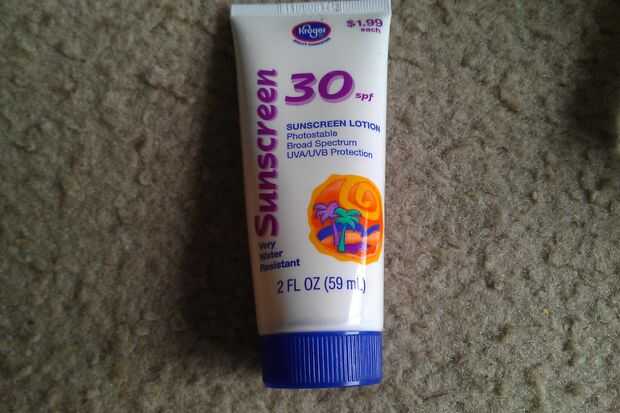 $1.99
each
Kroger
Sunscreen
30 spf
SUNSCREEN LOTION
Photostable
Broad Spectrum
UVA/UVB Protection
Very
Water
Resistant
2 FL OZ (59 mL)